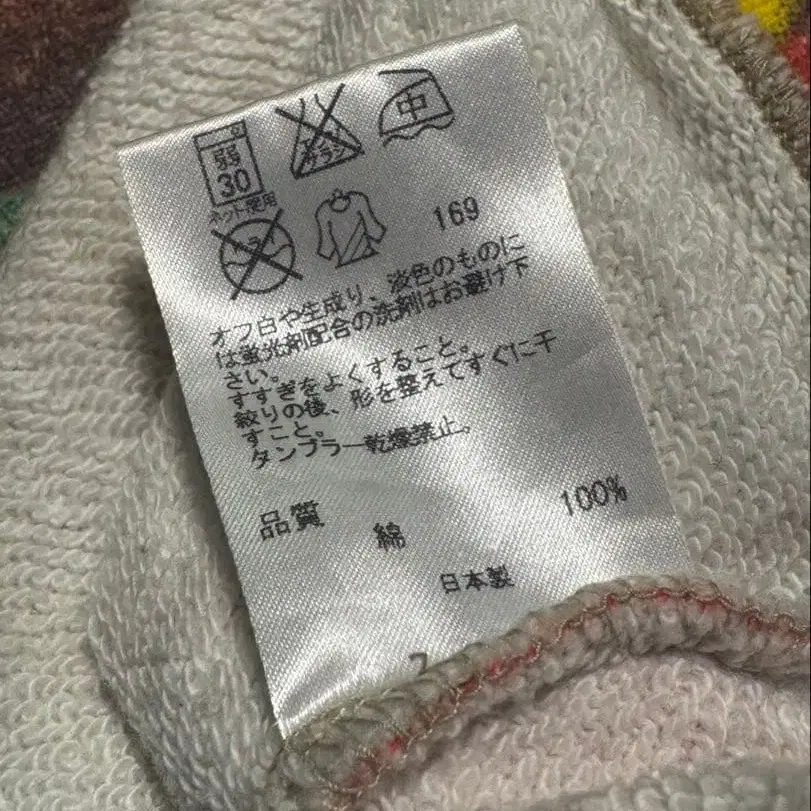 弱
30
ネット使用
中
169
オフ白や生成り、淡色のものに
は蛍光剤配合の洗剤はお避け下
さい。
すすぎをよくすること。
絞りの後、形を整えてすぐに干
すこと。
タンブラー乾燥禁止。
品質
綿
100%
日本製